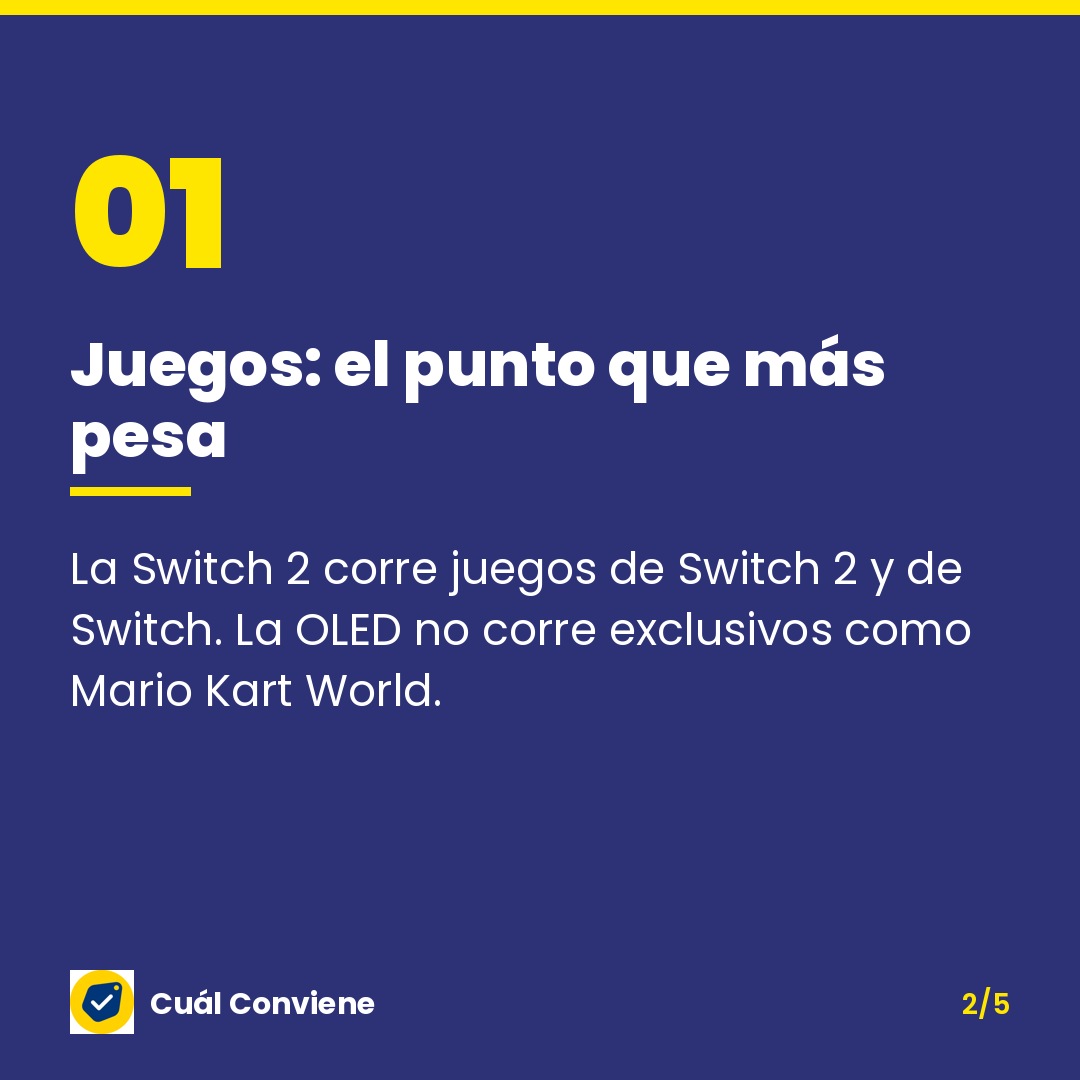 01
Juegos: el punto que más
pesa
La Switch 2 corre juegos de Switch 2 y de
Switch. La OLED no corre exclusivos como
Mario Kart World.
Cuál Conviene
2/5